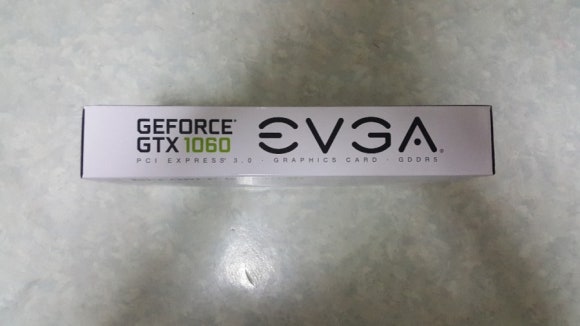 GEFORCE®
GTX 1060
EVGA®
PCI EXPRESS® 3.0 · GRAPHICS CARD · GDDR5